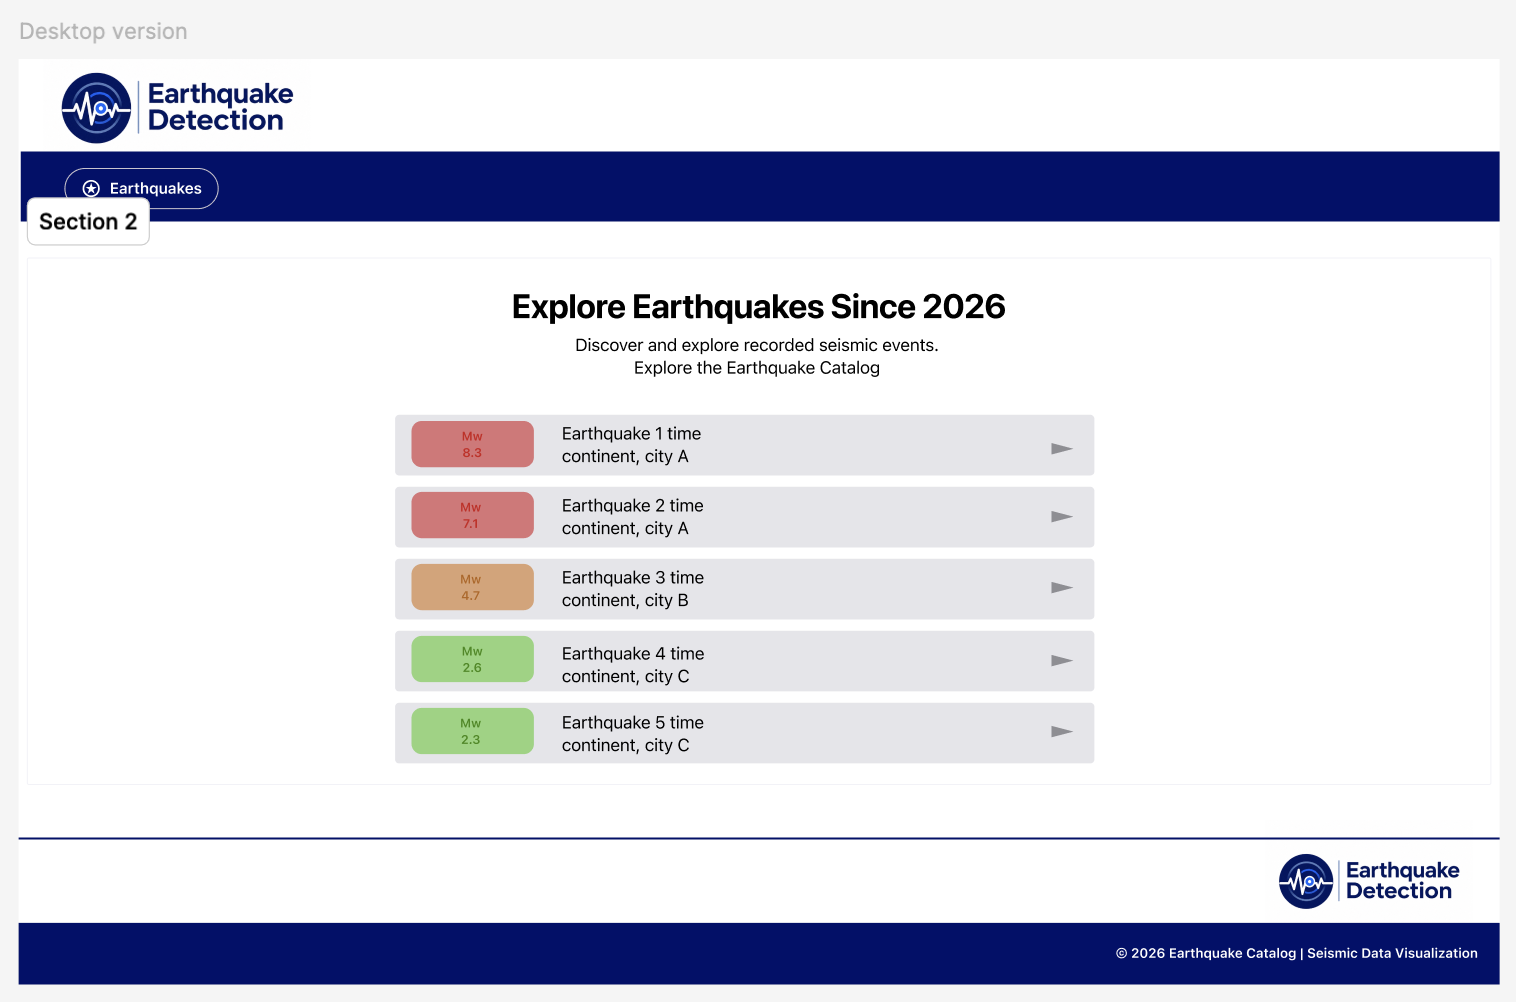 Desktop version
Earthquake
Detection
Earthquakes
Section 2
Explore Earthquakes Since 2026
Discover and explore recorded seismic events.
Explore the Earthquake Catalog
Mw
8.3
Earthquake 1 time
continent, city A
Mw
7.1
Earthquake 2 time
continent, city A
Mw
4.7
Earthquake 3 time
continent, city B
Mw
2.6
Earthquake 4 time
continent, city C
Mw
2.3
Earthquake 5 time
continent, city C
Earthquake
Detection
© 2026 Earthquake Catalog | Seismic Data Visualization